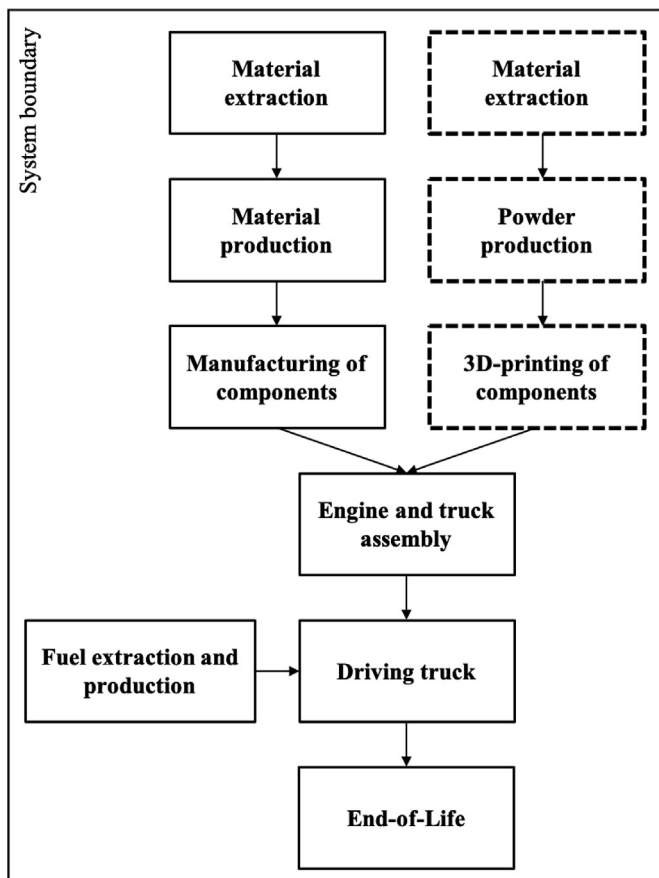 System boundary
Material
extraction
Material
extraction
Material
production
Powder
production
Manufacturing of
components
3D-printing of
components
Engine and truck
assembly
Fuel extraction and
production
Driving truck
End-of-Life